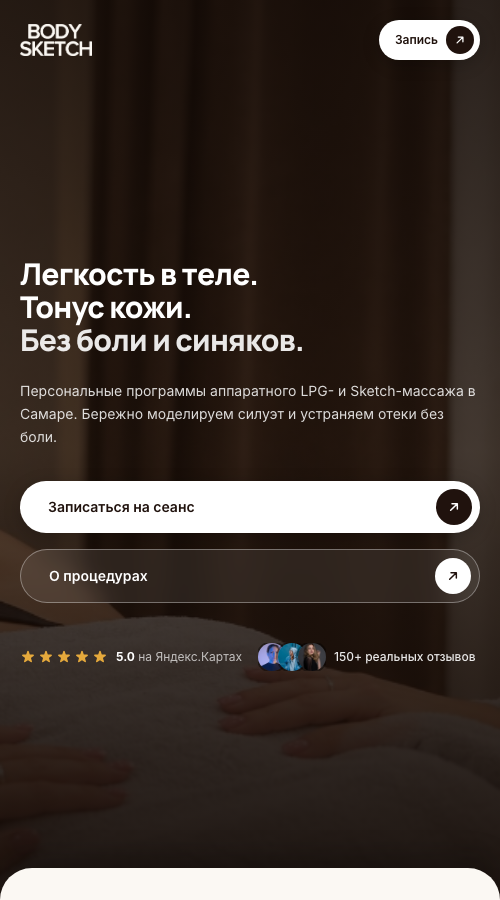 BODY
SKETCH
Запись
Легкость в теле.
Тонус кожи.
Без боли и синяков.
Персональные программы аппаратного LPG- и Sketch-массажа в
Самаре. Бережно моделируем силуэт и устраняем отеки без
боли.
Записаться на сеанс
О процедурах
5.0 на Яндекс.Картах
150+ реальных отзывов